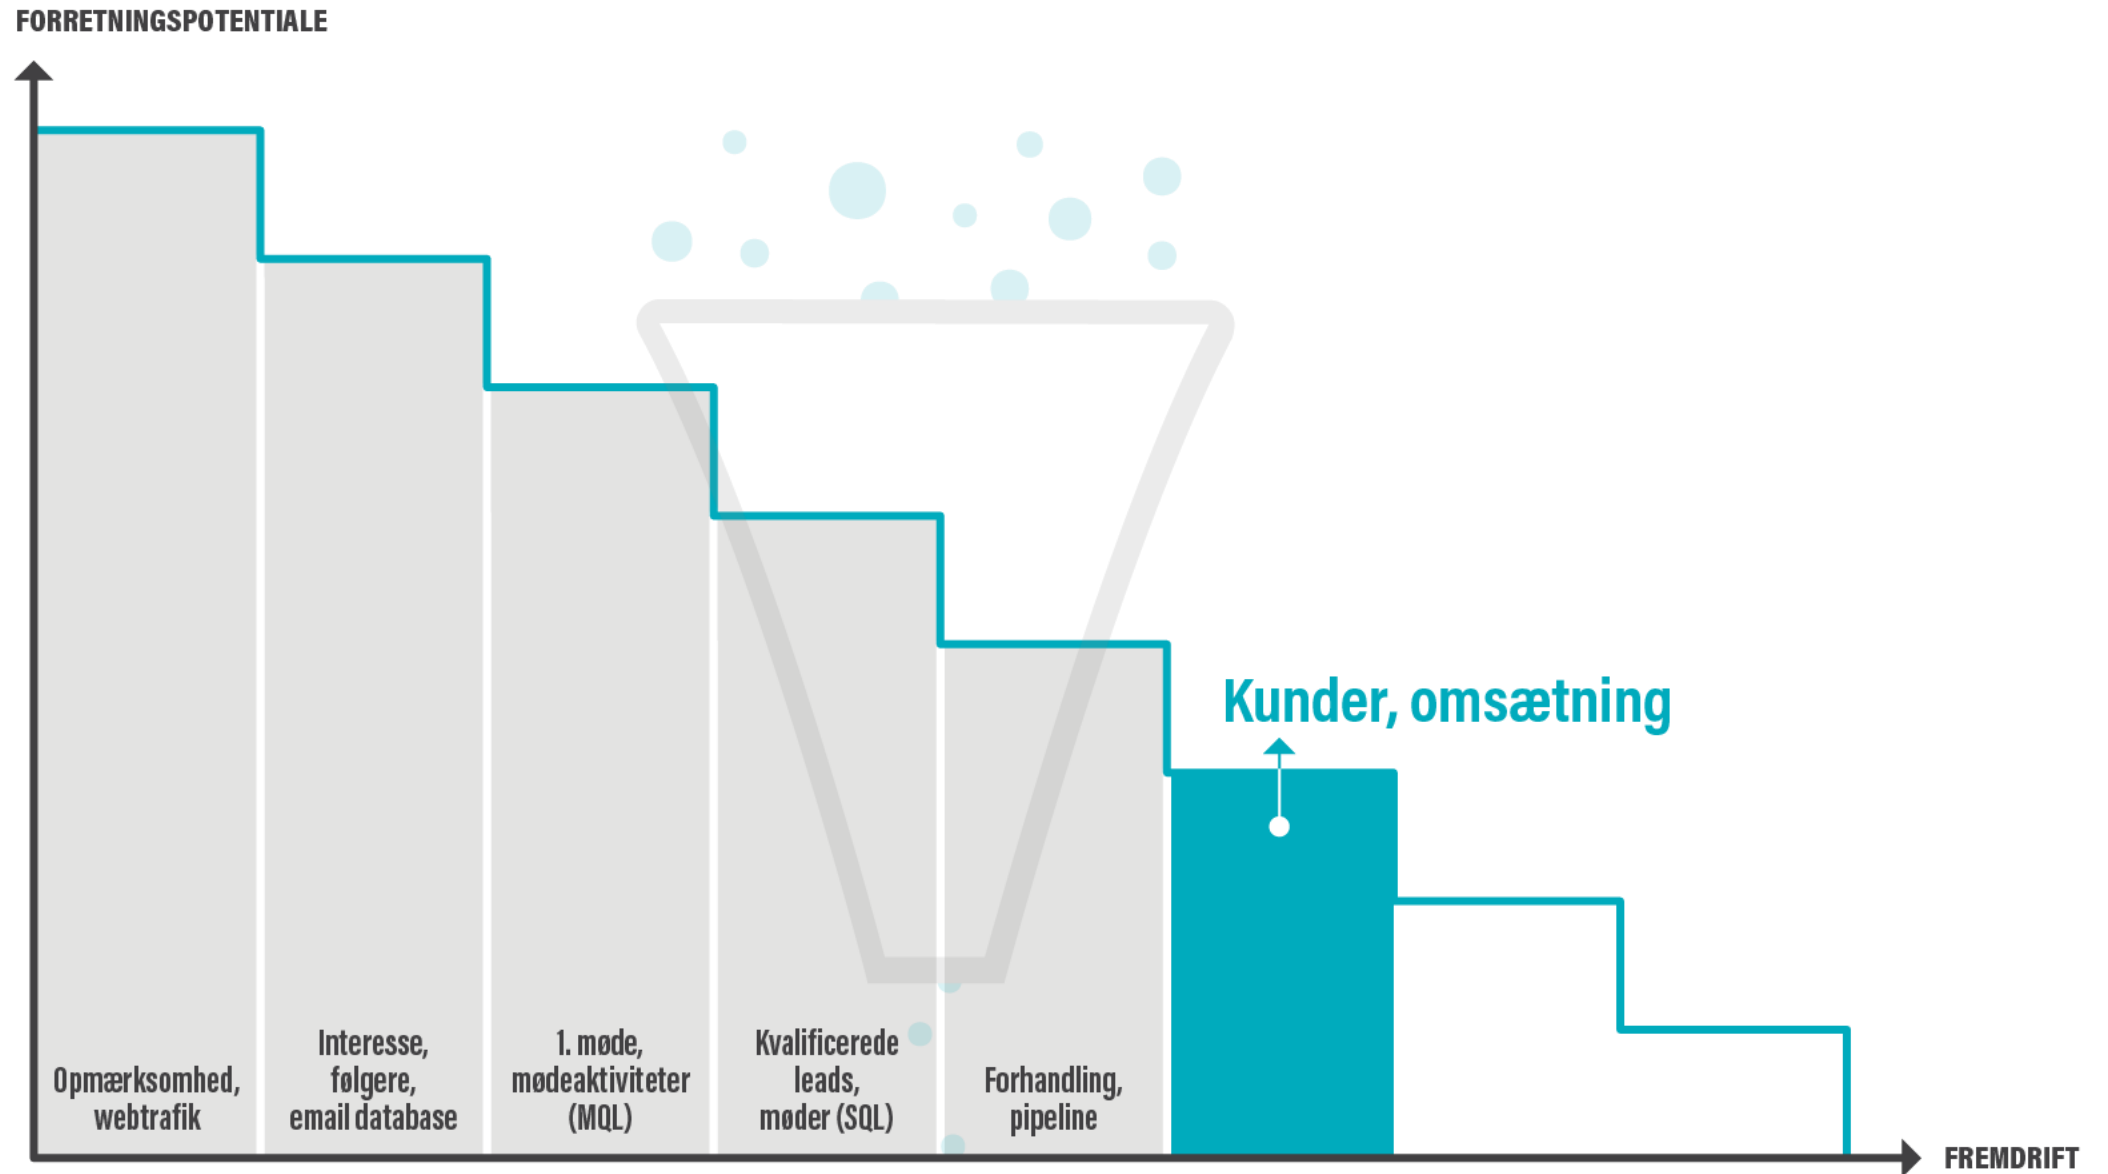 FORRETNINGSPOTENTIALE
Kunder, omsætning
Opmærksomhed,
webtrafik
Interesse,
følgere,
email database
1. møde,
mødeaktiviteter
(MQL)
Kvalificerede
leads,
møder (SQL)
Forhandling,
pipeline
FREMDRIFT